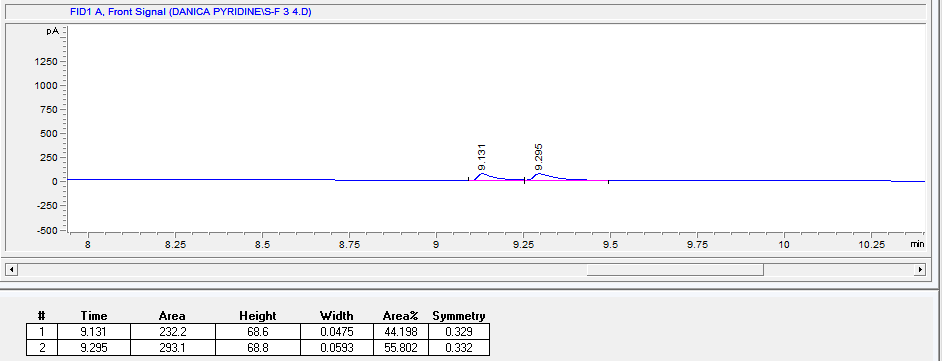 FID1 A, Front Signal (DANICA PYRIDINE\S-F 3 4.D)
pA
1250
1000
750
500
250
0
-250
-500
9.131
9.295
8 8.25 8.5 8.75 9 9.25 9.5 9.75 10 10.25 min
# Time Area Height Width Area% Symmetry
1 9.131 232.2 68.6 0.0475 44.198 0.329
2 9.295 293.1 68.8 0.0593 55.802 0.332